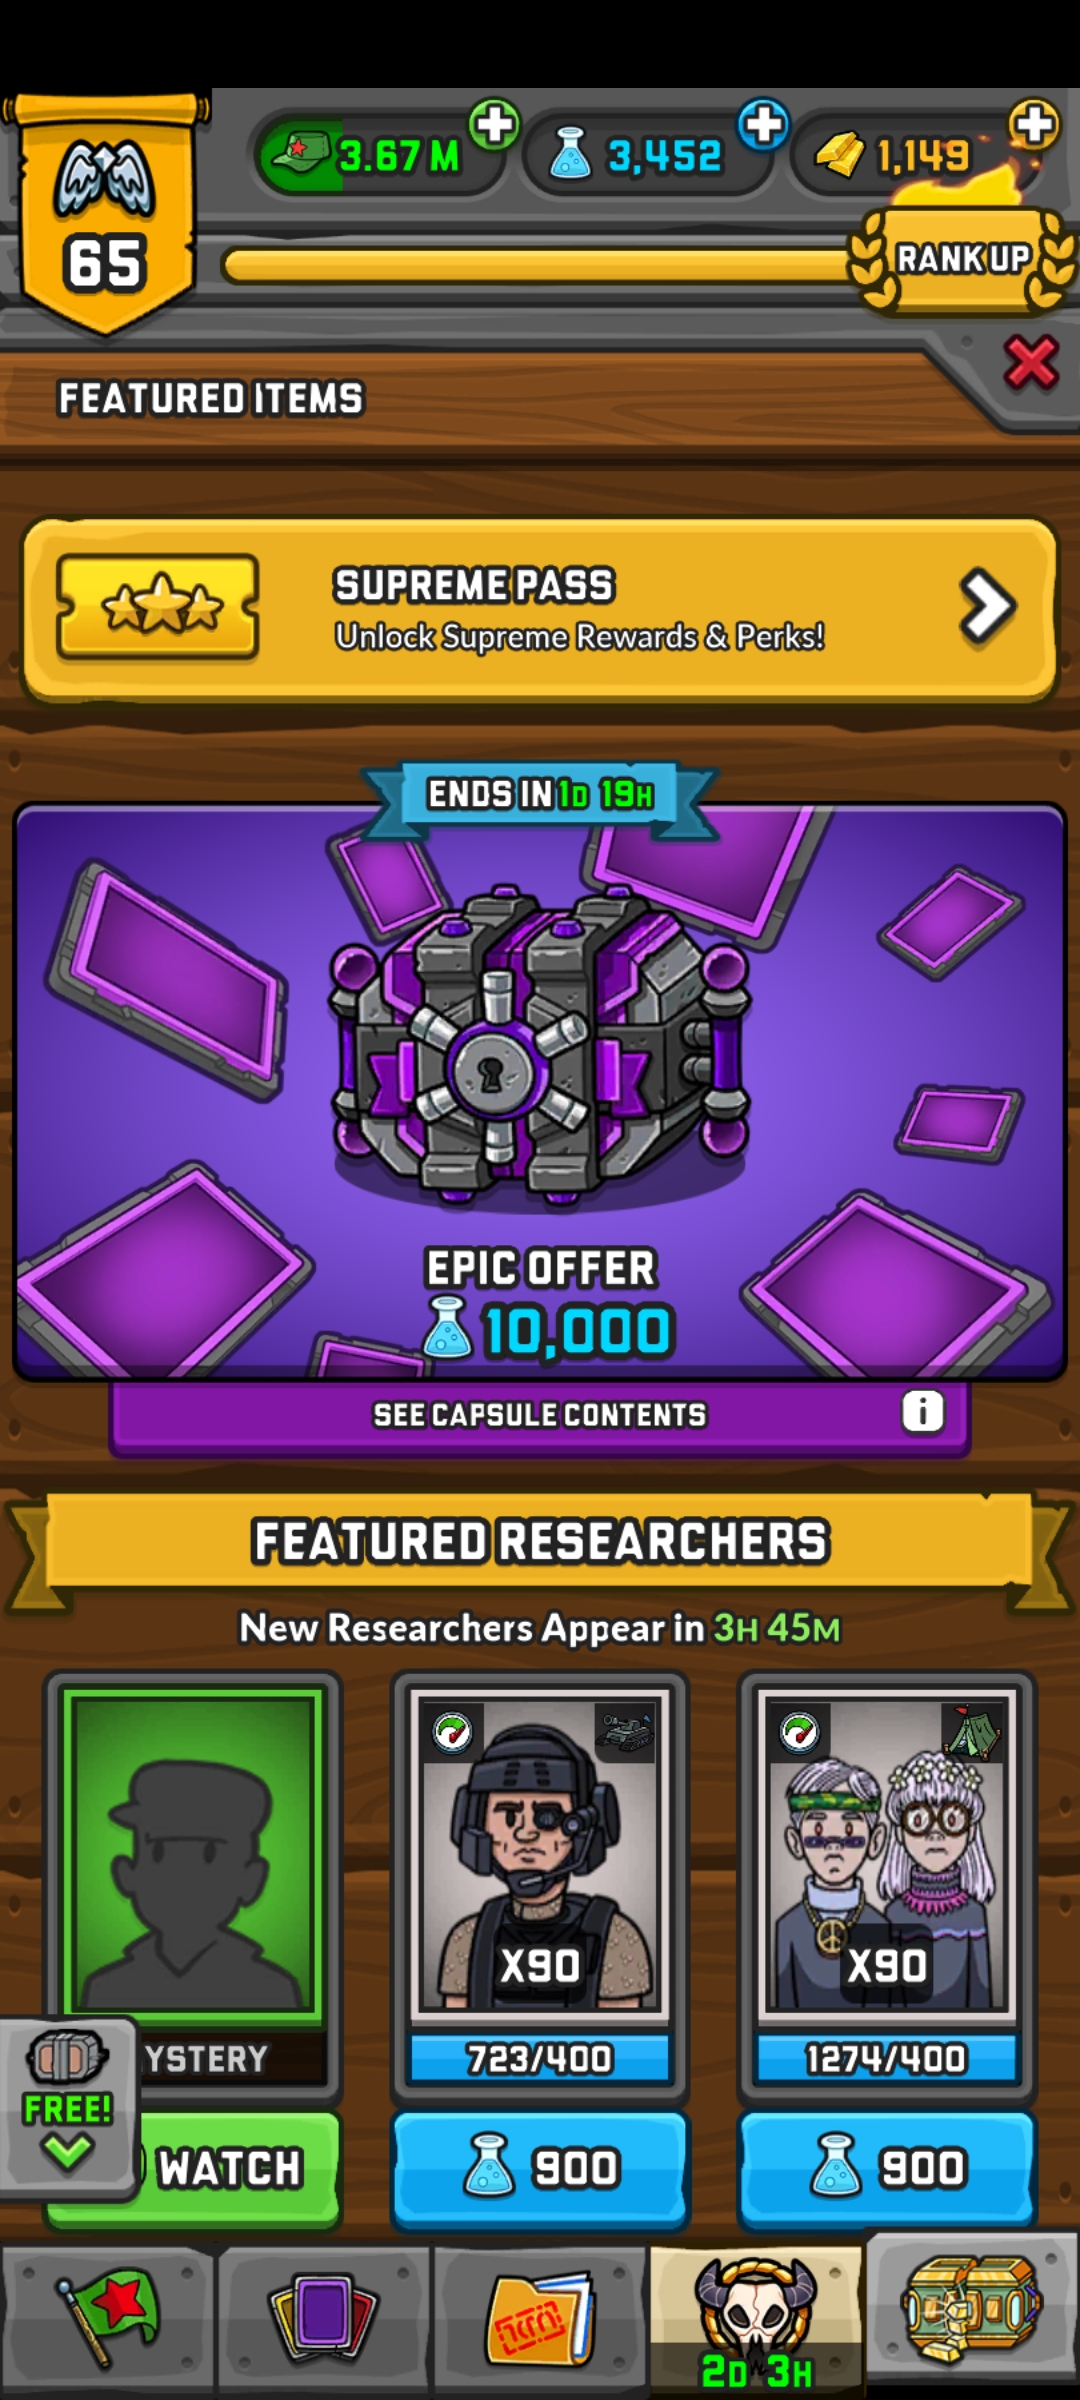 3.67 M
3,452
1,149
65
RANK UP
FEATURED ITEMS
SUPREME PASS
Unlock Supreme Rewards & Perks!
ENDS IN 1D 19H
EPIC OFFER
10,000
SEE CAPSULE CONTENTS
i
FEATURED RESEARCHERS
New Researchers Appear in 3H 45M
X90
X90
YSTERY
723/400
1274/400
FREE!
WATCH
900
900
2D 3H